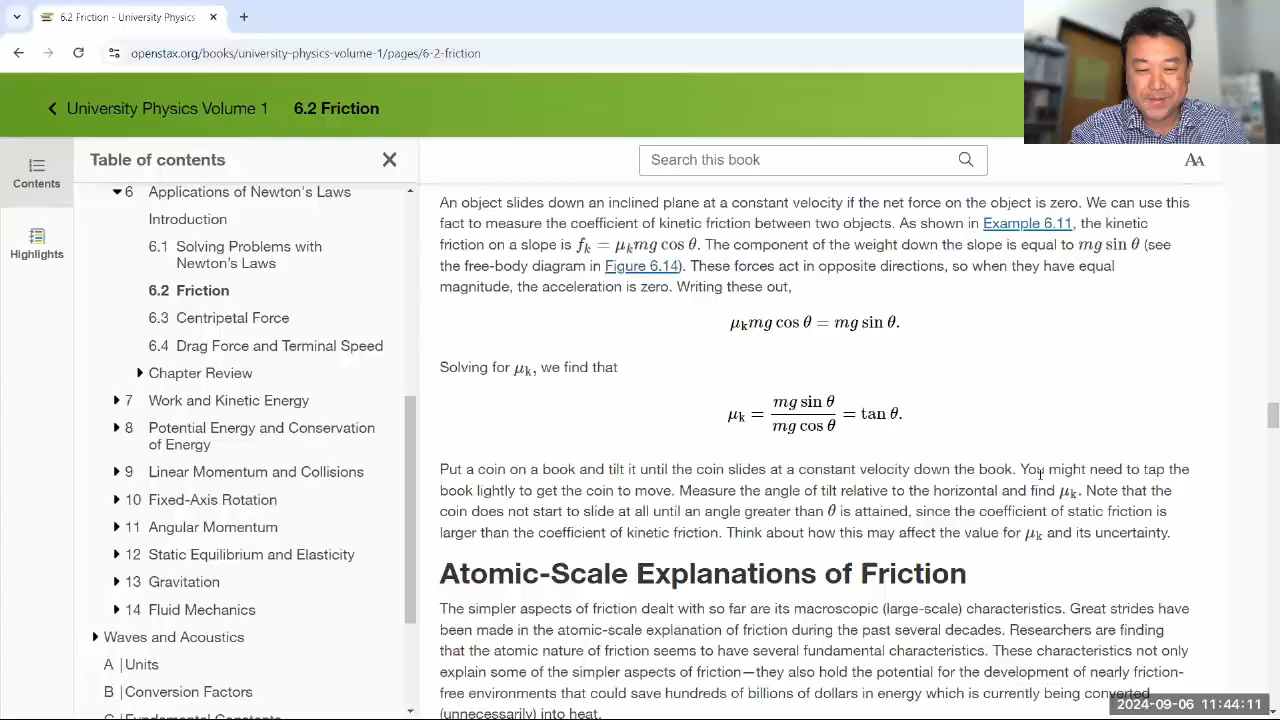 6.2 Friction - University Physics
openstax.org/books/university-physics-volume-1/pages/6-2-friction
University Physics Volume 1 6.2 Friction
Contents
Highlights
Table of contents
6 Applications of Newton's Laws
Introduction
6.1 Solving Problems with
Newton's Laws
6.2 Friction
6.3 Centripetal Force
6.4 Drag Force and Terminal Speed
Chapter Review
7 Work and Kinetic Energy
8 Potential Energy and Conservation
of Energy
9 Linear Momentum and Collisions
10 Fixed-Axis Rotation
11 Angular Momentum
12 Static Equilibrium and Elasticity
13 Gravitation
14 Fluid Mechanics
Waves and Acoustics
A | Units
B | Conversion Factors
C | Fundamental Constants
Search this book
AA
An object slides down an inclined plane at a constant velocity if the net force on the object is zero. We can use this
fact to measure the coefficient of kinetic friction between two objects. As shown in Example 6.11, the kinetic
friction on a slope is fₖ = μₖmg cos θ. The component of the weight down the slope is equal to mg sin θ (see
the free-body diagram in Figure 6.14). These forces act in opposite directions, so when they have equal
magnitude, the acceleration is zero. Writing these out,
μₖmg cos θ = mg sin θ.
Solving for μₖ, we find that
μₖ = mg sin θ / mg cos θ = tan θ.
Put a coin on a book and tilt it until the coin slides at a constant velocity down the book. You might need to tap the
book lightly to get the coin to move. Measure the angle of tilt relative to the horizontal and find μₖ. Note that the
coin does not start to slide at all until an angle greater than θ is attained, since the coefficient of static friction is
larger than the coefficient of kinetic friction. Think about how this may affect the value for μₖ and its uncertainty.
Atomic-Scale Explanations of Friction
The simpler aspects of friction dealt with so far are its macroscopic (large-scale) characteristics. Great strides have
been made in the atomic-scale explanation of friction during the past several decades. Researchers are finding
that the atomic nature of friction seems to have several fundamental characteristics. These characteristics not only
explain some of the simpler aspects of friction—they also hold the potential for the development of nearly friction-
free environments that could save hundreds of billions of dollars in energy which is currently being converted
(unnecessarily) into heat.
2024-09-06 11:44:11